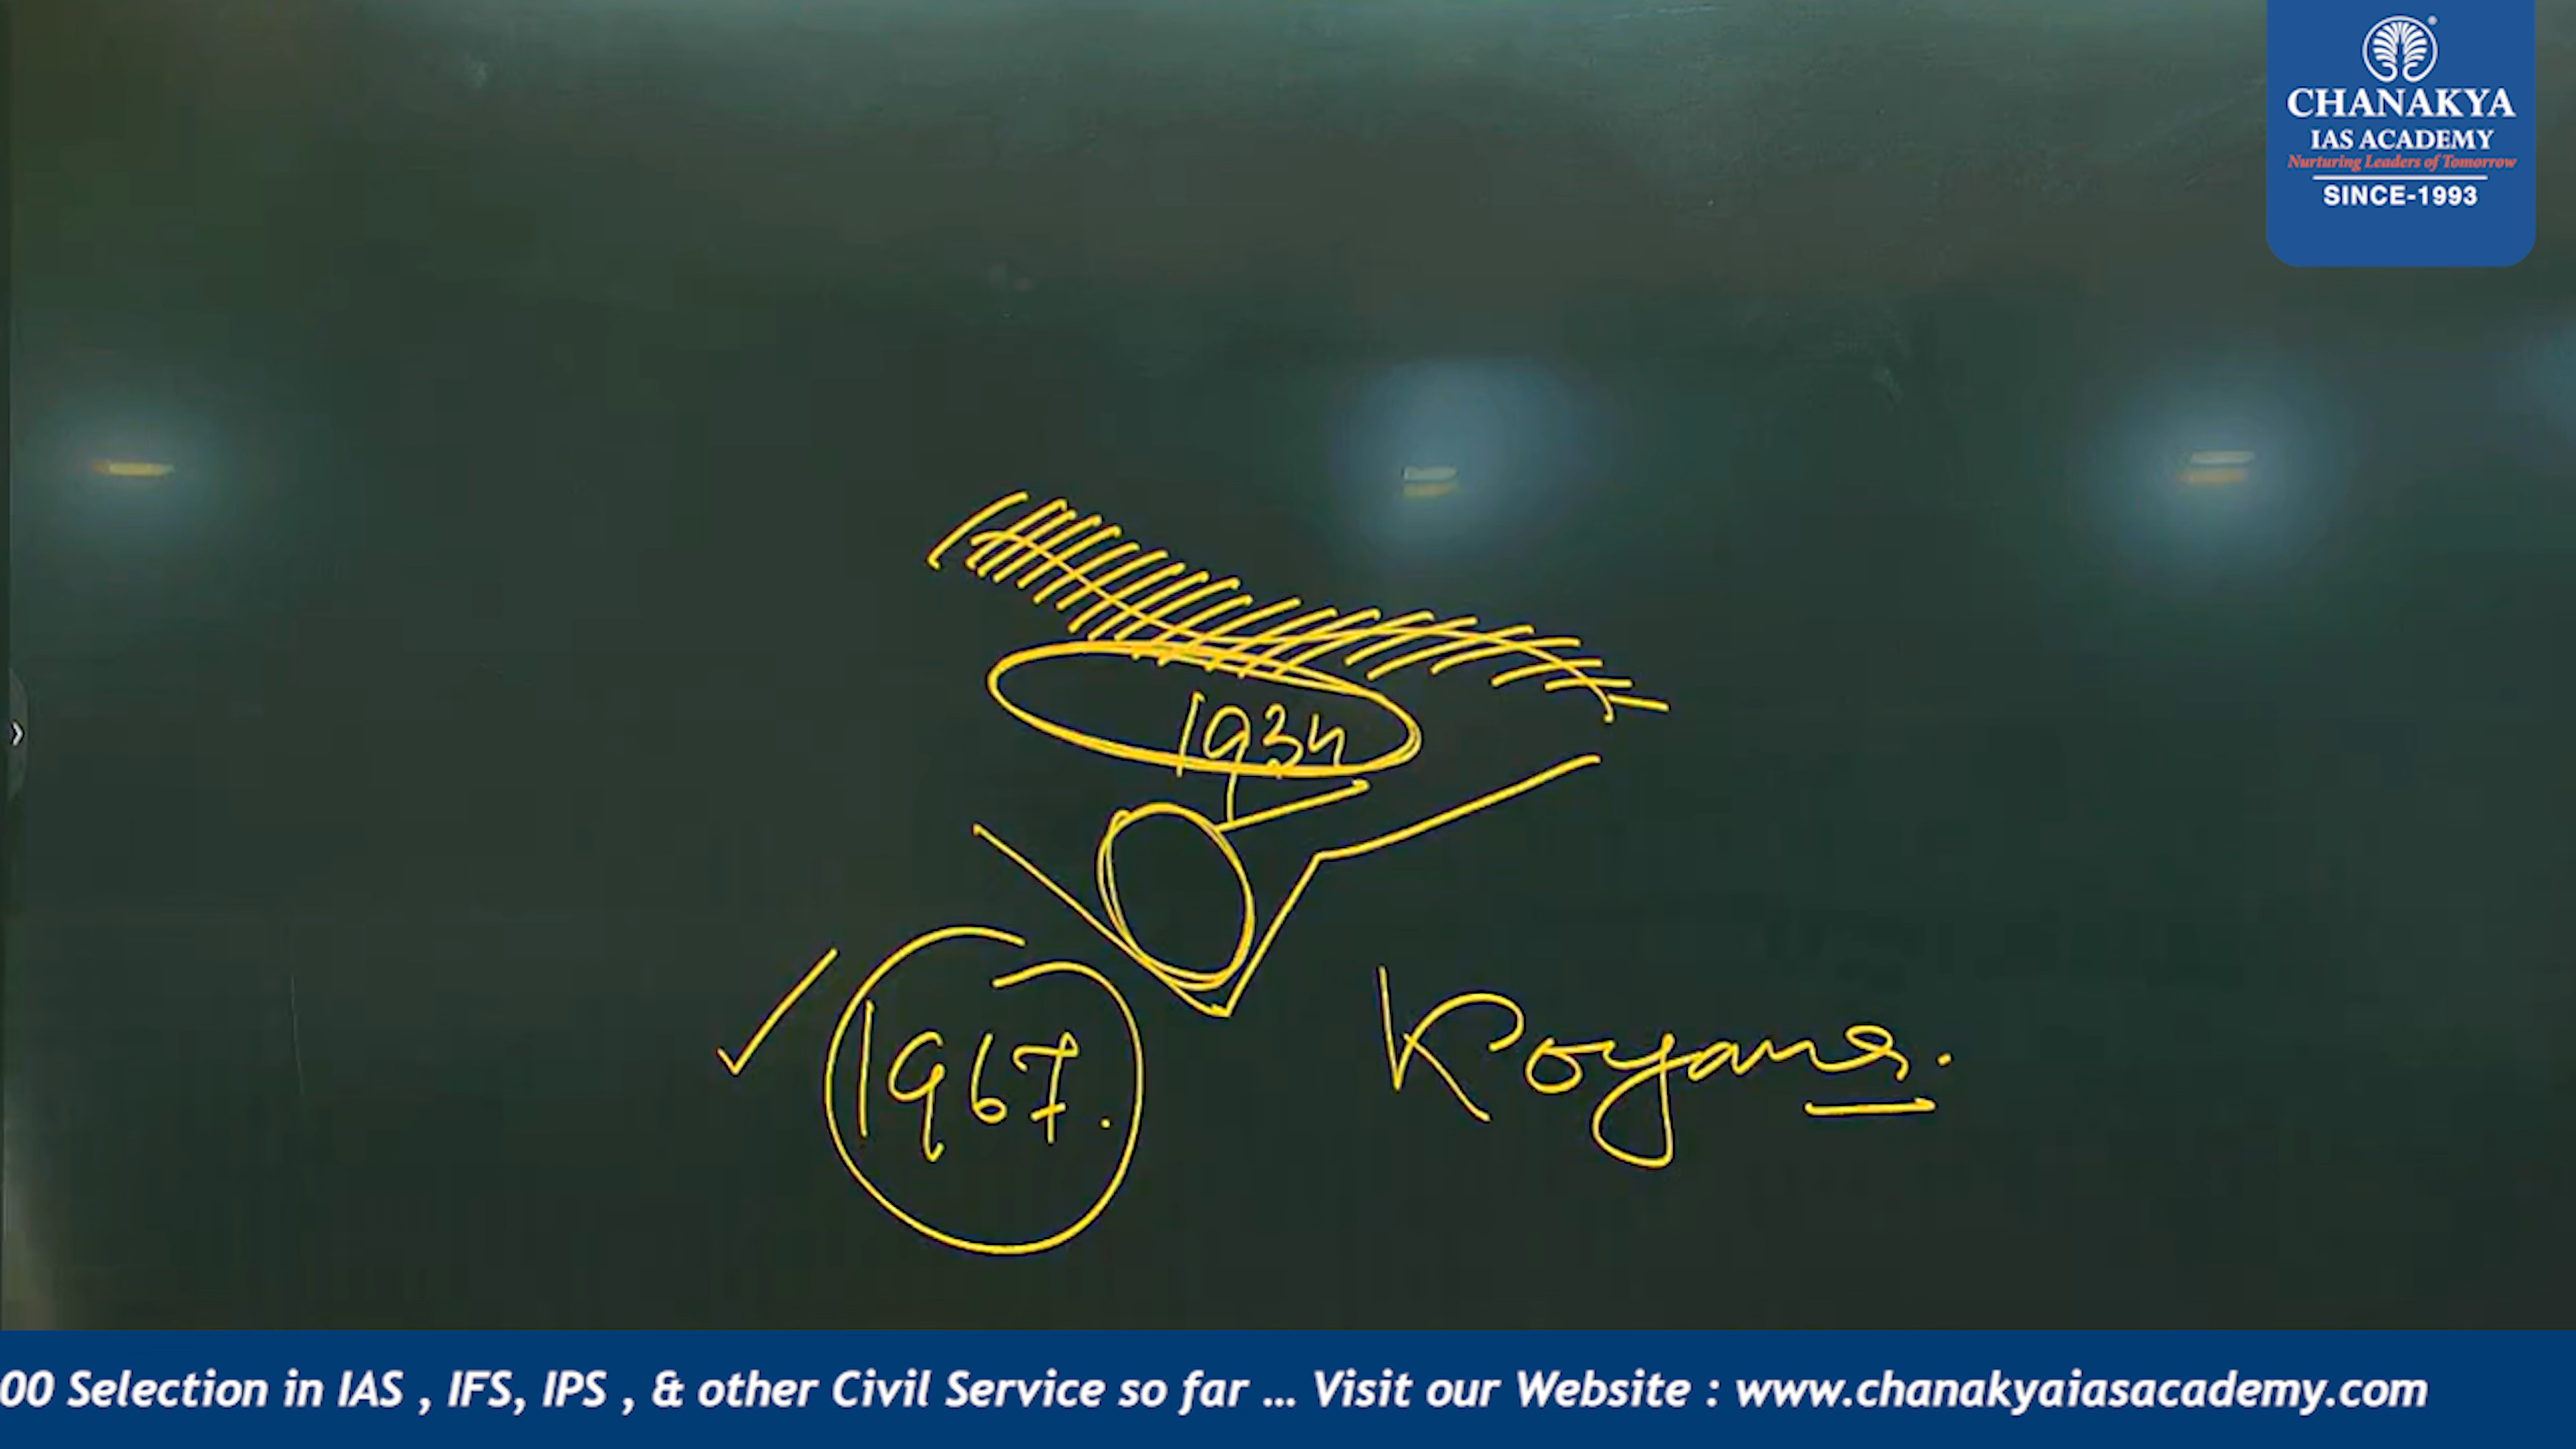 CHANAKYA
IAS ACADEMY
Nurturing Leaders of Tomorrow
SINCE-1993
1934
1967.
Koyana.
00 Selection in IAS , IFS, IPS , & other Civil Service so far ... Visit our Website : www.chanakyaiasacademy.com